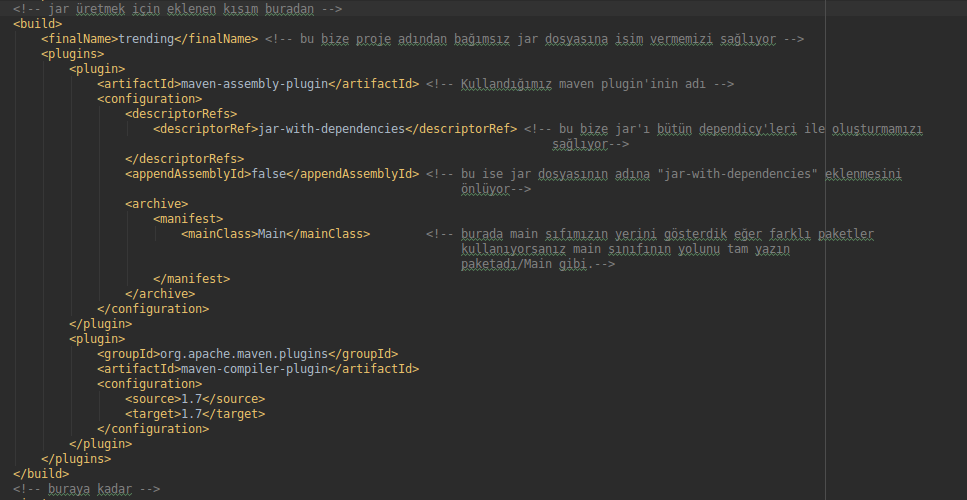 <!-- jar üretmek için eklenen kısım buradan -->
<build>
<finalName>trending</finalName> <!-- bu bize proje adından bağımsız jar dosyasına isim vermemizi sağlıyor -->
<plugins>
<plugin>
<artifactId>maven-assembly-plugin</artifactId> <!-- Kullandığımız maven plugin'inin adı -->
<configuration>
<descriptorRefs>
<descriptorRef>jar-with-dependencies</descriptorRef> <!-- bu bize jar'ı bütün dependicy'leri ile oluşturmamızı
sağlıyor-->
</descriptorRefs>
<appendAssemblyId>false</appendAssemblyId> <!-- bu ise jar dosyasının adına "jar-with-dependencies" eklenmesini
önlüyor-->
<archive>
<manifest>
<mainClass>Main</mainClass> <!-- burada main sıfımızın yerini gösterdik eğer farklı paketler
kullanıyorsanız main sınıfının yolunu tam yazın
paketadı/Main gibi.-->
</manifest>
</archive>
</configuration>
</plugin>
<plugin>
<groupId>org.apache.maven.plugins</groupId>
<artifactId>maven-compiler-plugin</artifactId>
<configuration>
<source>1.7</source>
<target>1.7</target>
</configuration>
</plugin>
</plugins>
</build>
<!-- buraya kadar -->